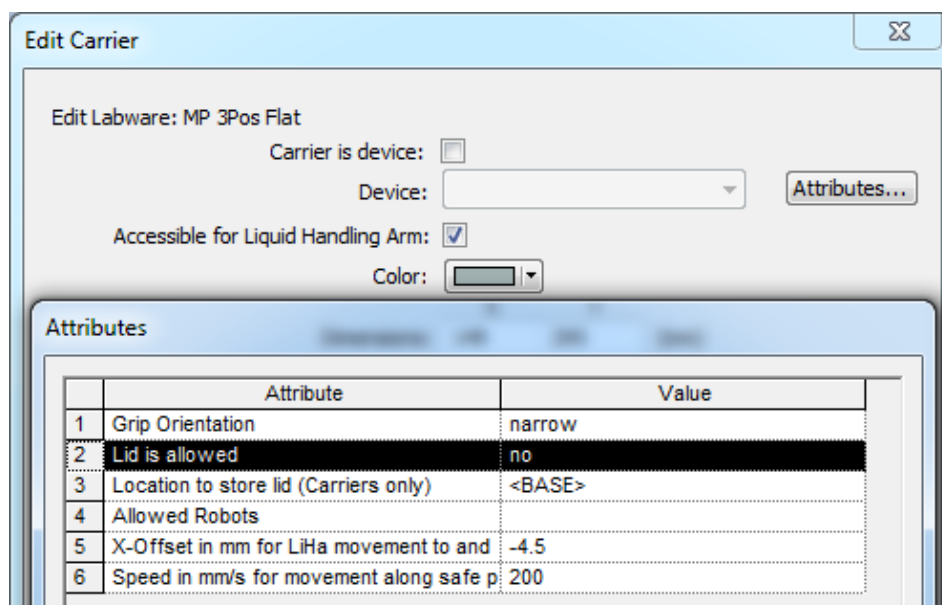 Edit Carrier
Edit Labware: MP 3Pos Flat
Carrier is device:
Device:
Attributes...
Accessible for Liquid Handling Arm:
Color:
Attributes
Attribute Value
1 Grip Orientation narrow
2 Lid is allowed no
3 Location to store lid (Carriers only) <BASE>
4 Allowed Robots
5 X-Offset in mm for LiHa movement to and -4.5
6 Speed in mm/s for movement along safe p 200